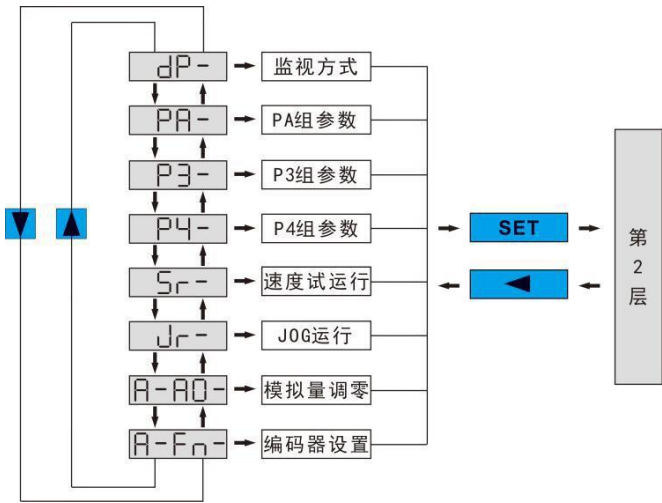 dP-
监视方式
PA-
PA组参数
P3-
P3组参数
P4-
P4组参数
SET
Sr-
速度试运行
Jr-
JOG运行
A-A0-
模拟量调零
A-Fn-
编码器设置
第
2
层